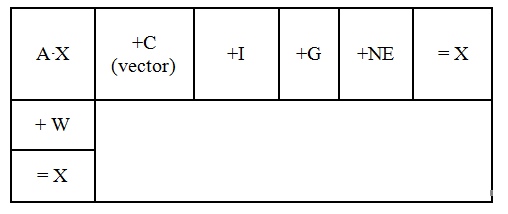 A·X
+C
(vector)
+I
+G
+NE
= X
+ W
= X